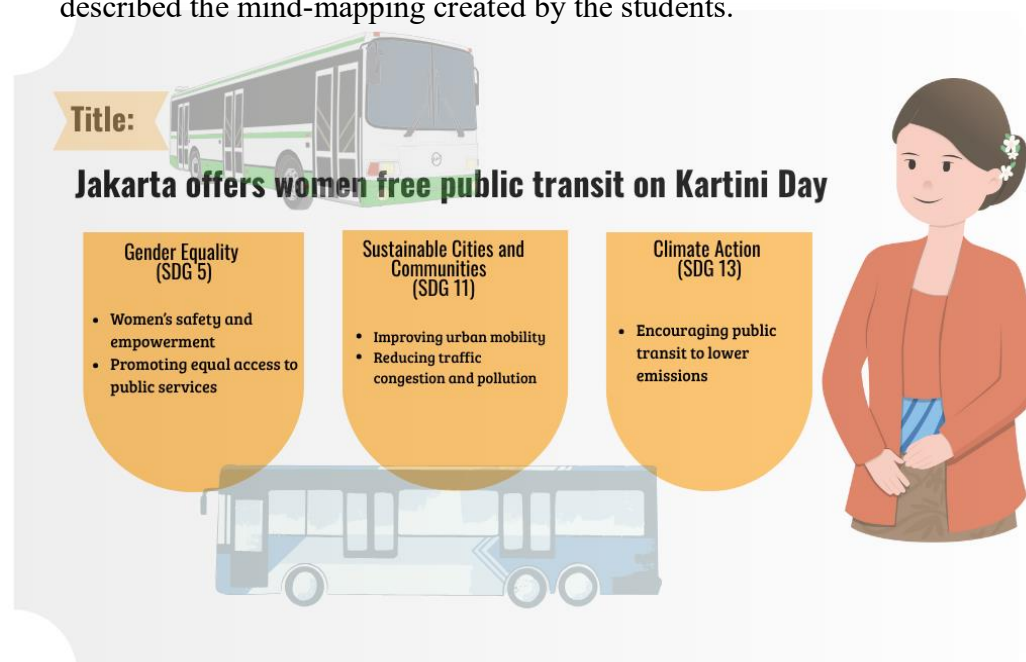 described the mind-mapping created by the students.
Title:
Jakarta offers women free public transit on Kartini Day
Gender Equality
(SDG 5)
• Women's safety and
empowerment
• Promoting equal access to
public services
Sustainable Cities and
Communities
(SDG 11)
• Improving urban mobility
• Reducing traffic
congestion and pollution
Climate Action
(SDG 13)
• Encouraging public
transit to lower
emissions